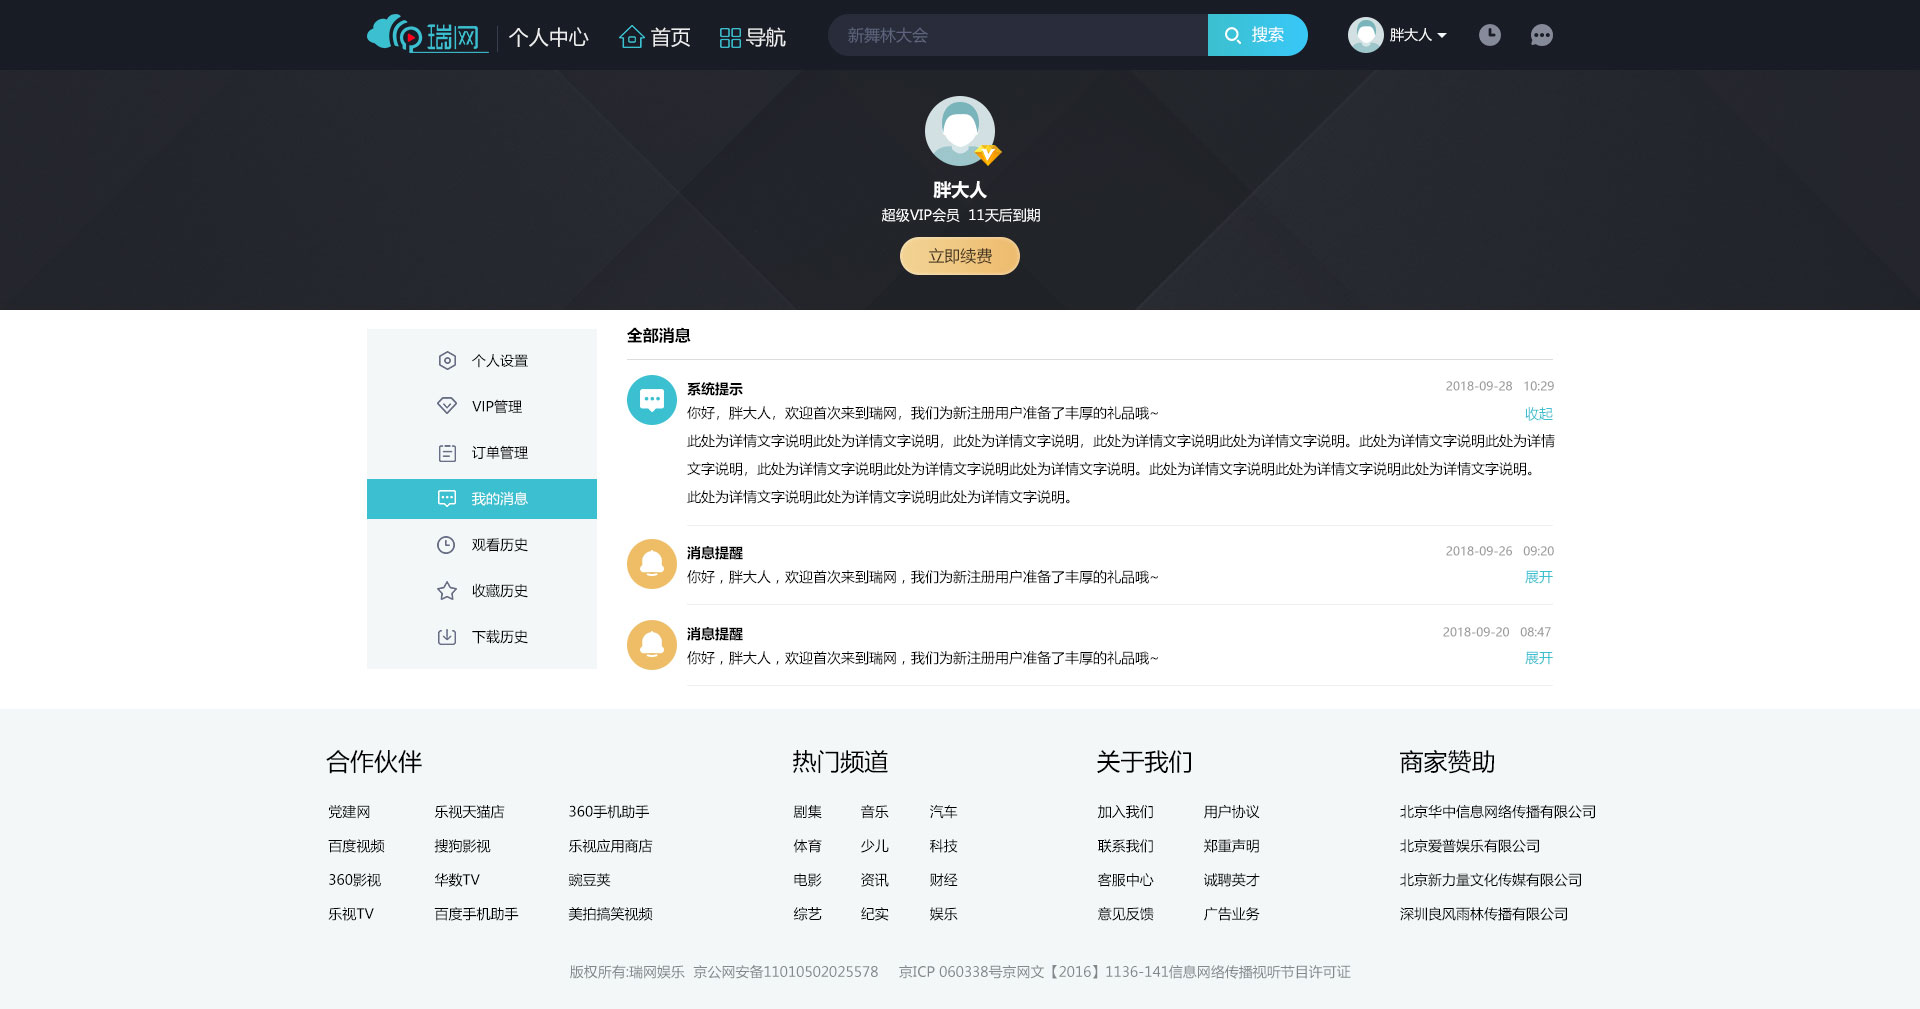 瑞网 个人中心 首页 导航 新舞林大会 搜索 胖大人
胖大人
超级VIP会员 11天后到期
立即续费
个人设置
VIP管理
订单管理
我的消息
观看历史
收藏历史
下载历史
全部消息
系统提示 2018-09-28 10:29
你好，胖大人，欢迎首次来到瑞网，我们为新注册用户准备了丰厚的礼品哦~ 收起
此处为详情文字说明此处为详情文字说明，此处为详情文字说明，此处为详情文字说明此处为详情文字说明。此处为详情文字说明此处为详情
文字说明，此处为详情文字说明此处为详情文字说明此处为详情文字说明。此处为详情文字说明此处为详情文字说明此处为详情文字说明。
此处为详情文字说明此处为详情文字说明此处为详情文字说明。
消息提醒 2018-09-26 09:20
你好，胖大人，欢迎首次来到瑞网，我们为新注册用户准备了丰厚的礼品哦~ 展开
消息提醒 2018-09-20 08:47
你好，胖大人，欢迎首次来到瑞网，我们为新注册用户准备了丰厚的礼品哦~ 展开
合作伙伴 热门频道 关于我们 商家赞助
党建网 乐视天猫店 360手机助手 剧集 音乐 汽车 加入我们 用户协议 北京华中信息网络传播有限公司
百度视频 搜狗影视 乐视应用商店 体育 少儿 科技 联系我们 郑重声明 北京爱普娱乐有限公司
360影视 华数TV 豌豆荚 电影 资讯 财经 客服中心 诚聘英才 北京新力量文化传媒有限公司
乐视TV 百度手机助手 美拍搞笑视频 综艺 纪实 娱乐 意见反馈 广告业务 深圳良风雨林传播有限公司
版权所有:瑞网娱乐 京公网安备11010502025578 京ICP 060338号京网文【2016】1136-141信息网络传播视听节目许可证